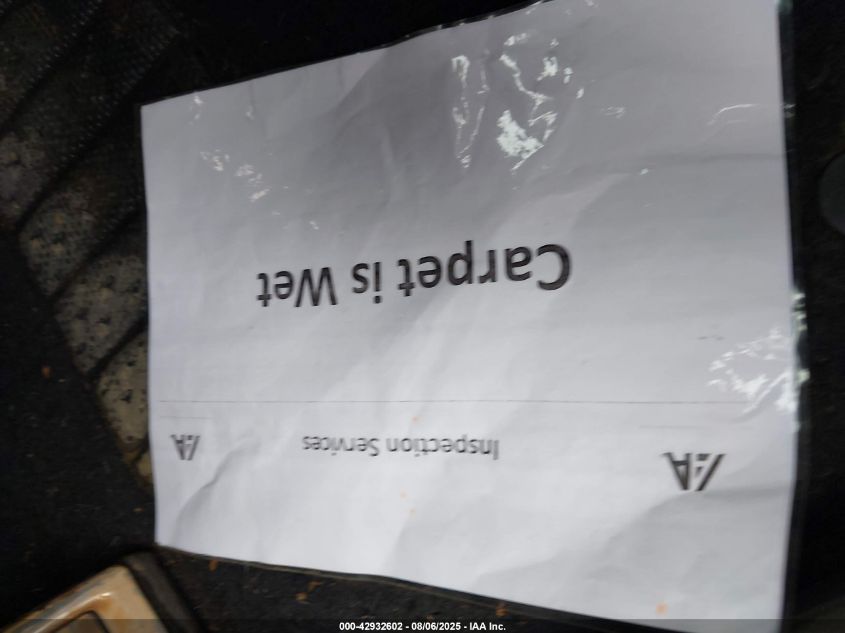 IAA Inspection Services IAA
Carpet is Wet
000-42932602 - 08/06/2025 - IAA Inc.